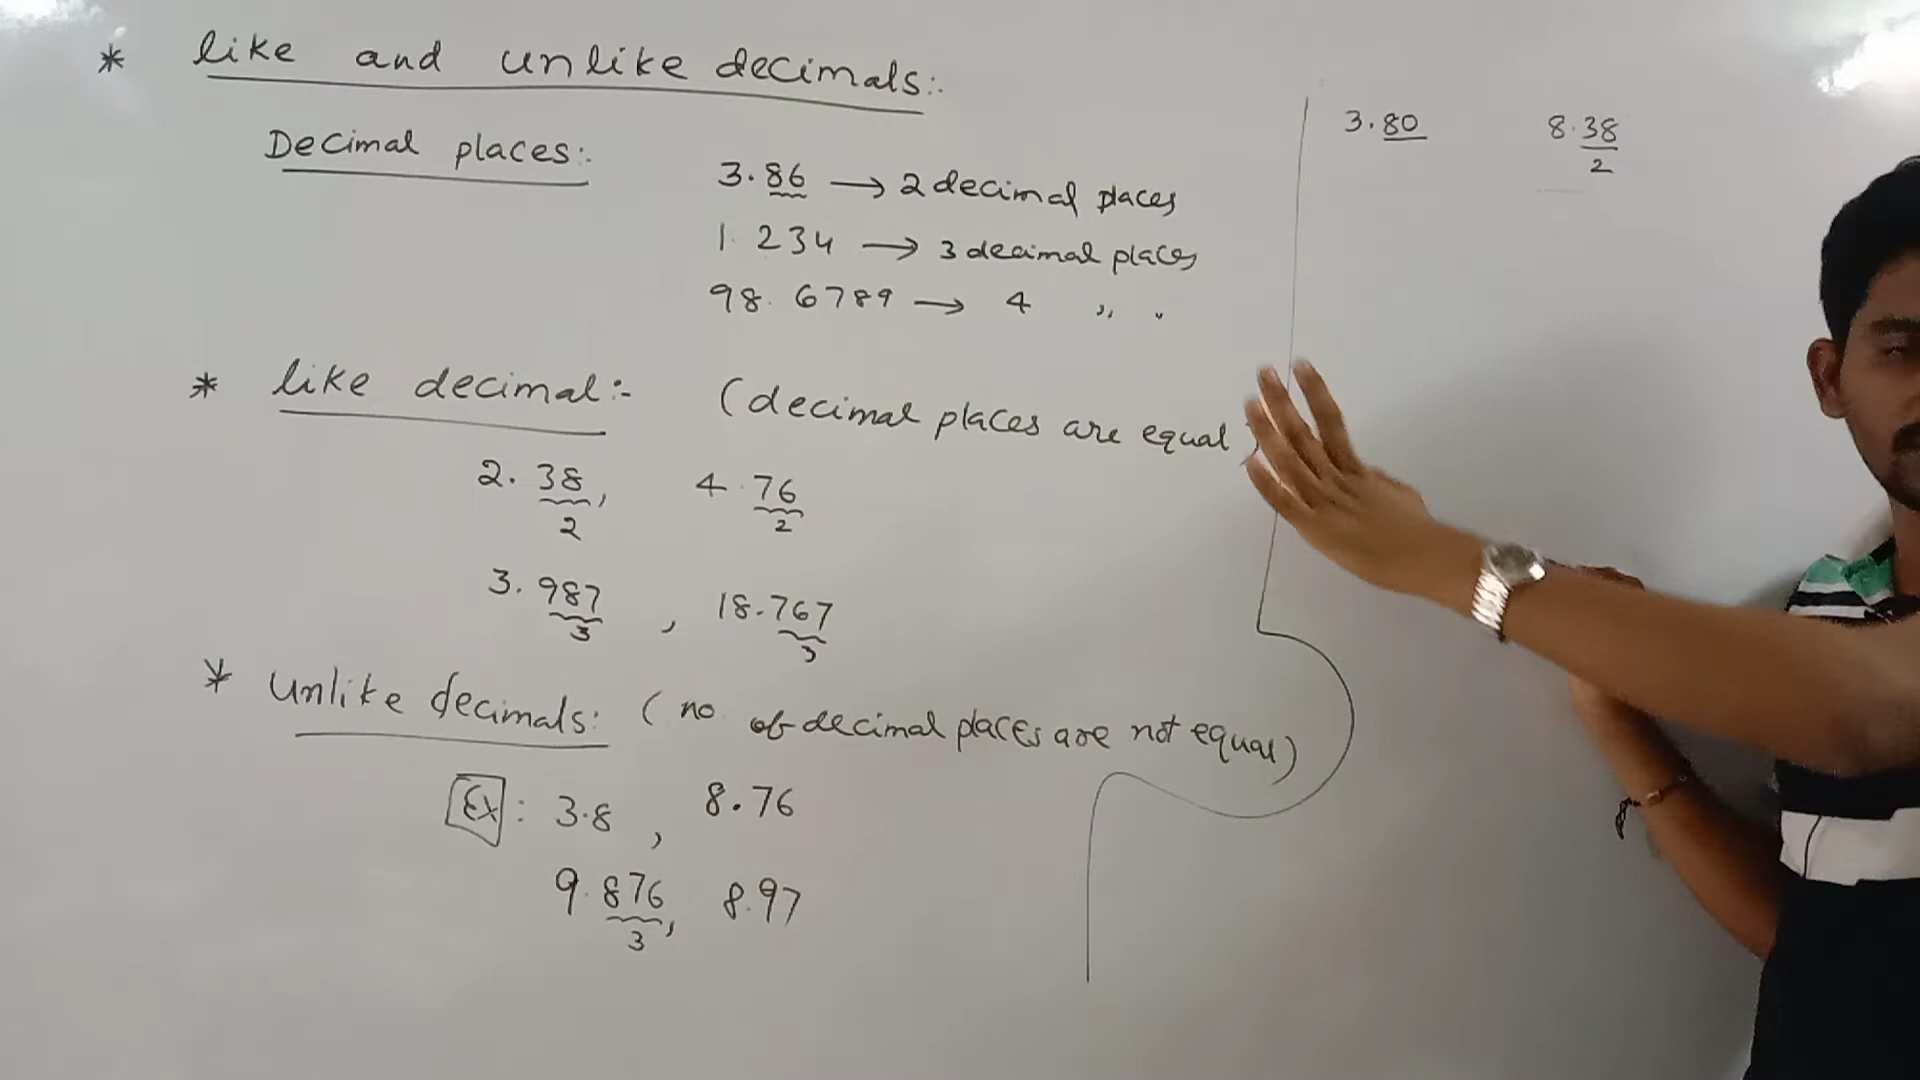 * like and unlike decimals:-
Decimal places:-
3.86 → 2 decimal places
1.234 → 3 decimal places
98.6789 → 4 ,, ,,
* like decimal:- (decimal places are equal)
2.38, 4.76
2 2
3.987, 18.767
3 3
* Unlike decimals: (no. of decimal places are not equal)
Ex: 3.8, 8.76
9.876, 8.97
3
3.80 8.38
2